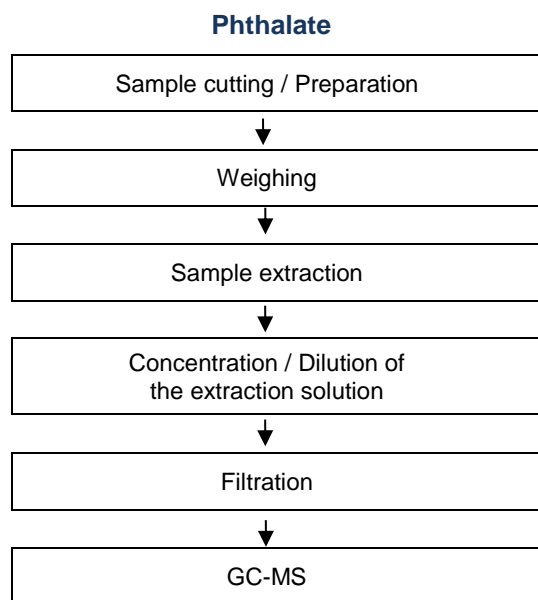 Phthalate
Sample cutting / Preparation
Weighing
Sample extraction
Concentration / Dilution of
the extraction solution
Filtration
GC-MS